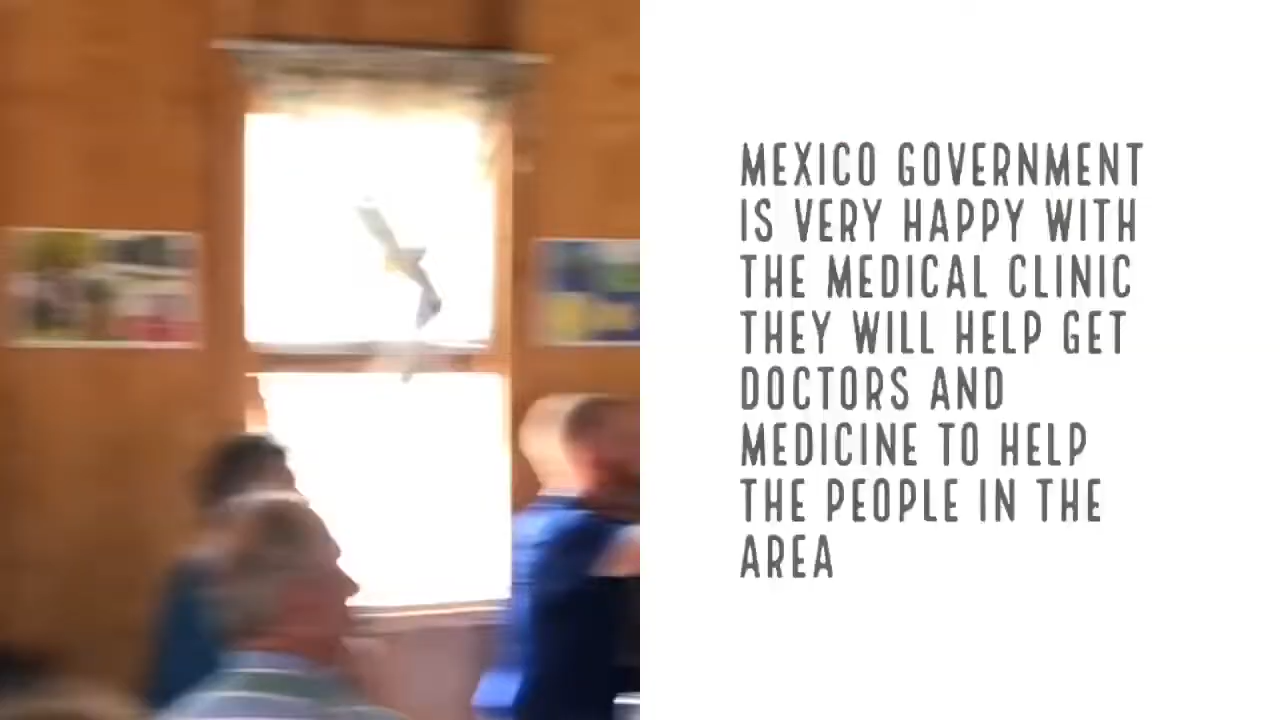 MEXICO GOVERNMENT
IS VERY HAPPY WITH
THE MEDICAL CLINIC
THEY WILL HELP GET
DOCTORS AND
MEDICINE TO HELP
THE PEOPLE IN THE
AREA